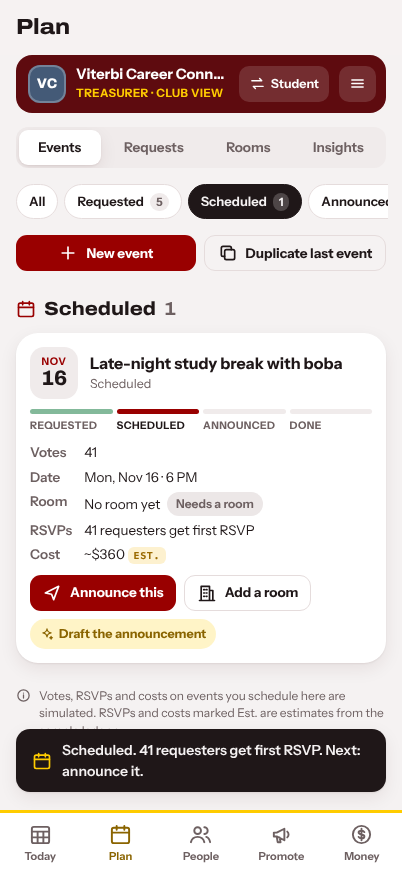 Plan
VC
Viterbi Career Conn...
TREASURER · CLUB VIEW
Student
Events
Requests
Rooms
Insights
All
Requested 5
Scheduled 1
Announced
New event
Duplicate last event
Scheduled 1
NOV
16
Late-night study break with boba
Scheduled
REQUESTED
SCHEDULED
ANNOUNCED
DONE
Votes 41
Date Mon, Nov 16 · 6 PM
Room No room yet Needs a room
RSVPs 41 requesters get first RSVP
Cost ~$360 EST.
Announce this
Add a room
Draft the announcement
Votes, RSVPs and costs on events you schedule here are
simulated. RSVPs and costs marked Est. are estimates from the
Scheduled. 41 requesters get first RSVP. Next:
announce it.
Today
Plan
People
Promote
Money